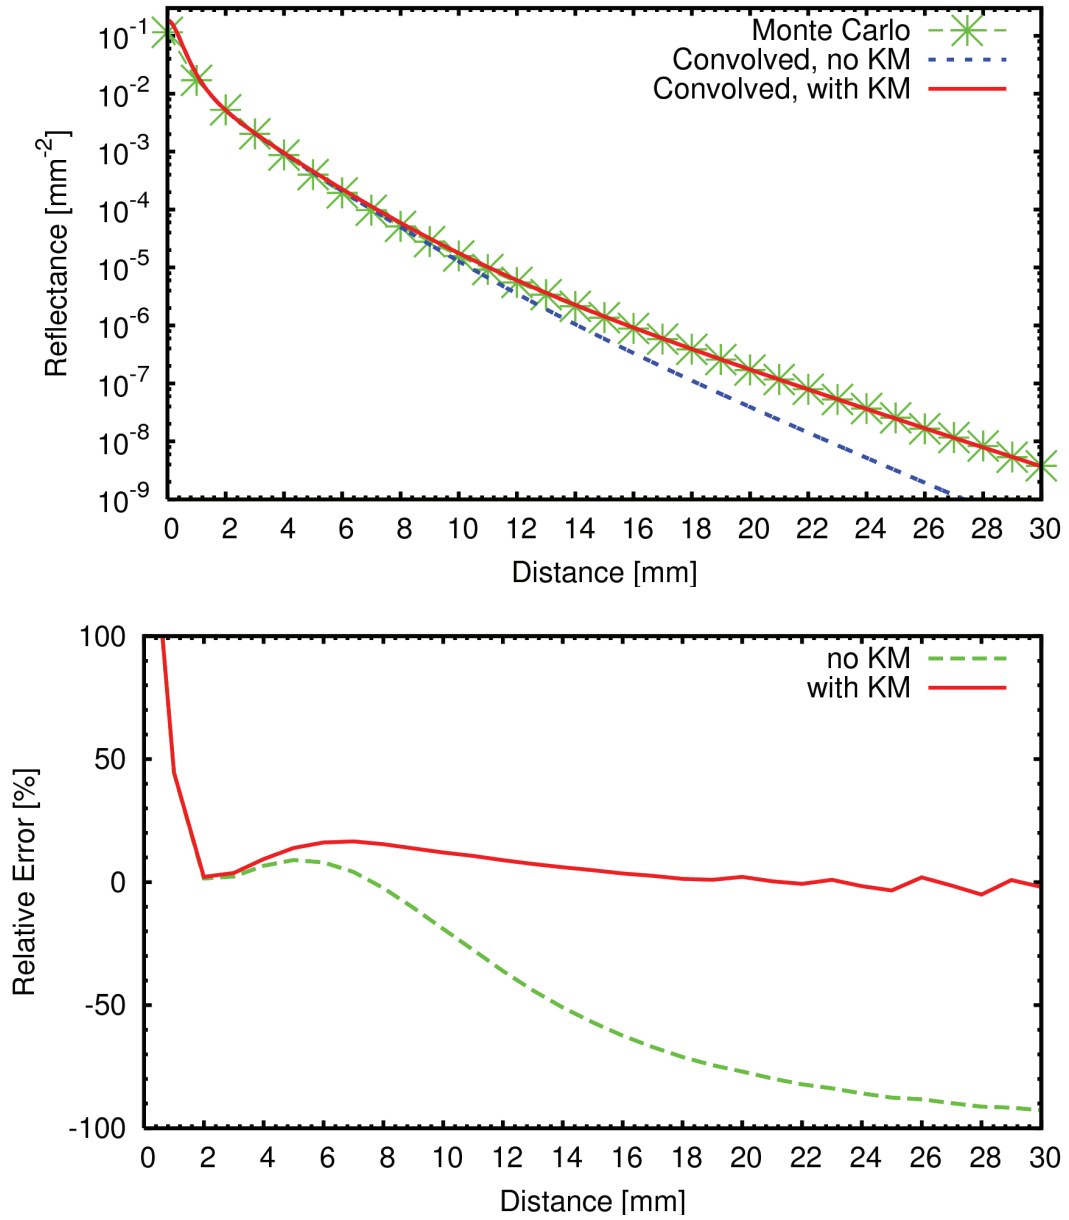 Monte Carlo
Convolved, no KM
Convolved, with KM
10^-1
10^-2
10^-3
10^-4
10^-5
10^-6
10^-7
10^-8
10^-9
Reflectance [mm^-2]
0 2 4 6 8 10 12 14 16 18 20 22 24 26 28 30
Distance [mm]
no KM
with KM
100
50
0
-50
-100
Relative Error [%]
0 2 4 6 8 10 12 14 16 18 20 22 24 26 28 30
Distance [mm]